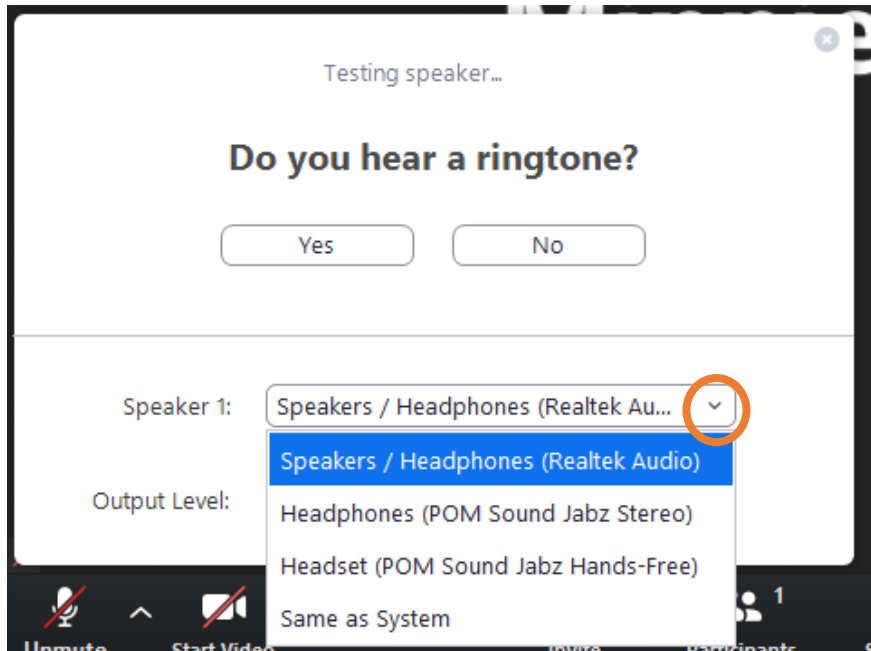 Testing speaker...
Do you hear a ringtone?
Yes No
Speaker 1: Speakers / Headphones (Realtek Au...
Speakers / Headphones (Realtek Audio)
Output Level:
Headphones (POM Sound Jabz Stereo)
Headset (POM Sound Jabz Hands-Free)
Same as System
1
Unmute Start Video Invite Participants